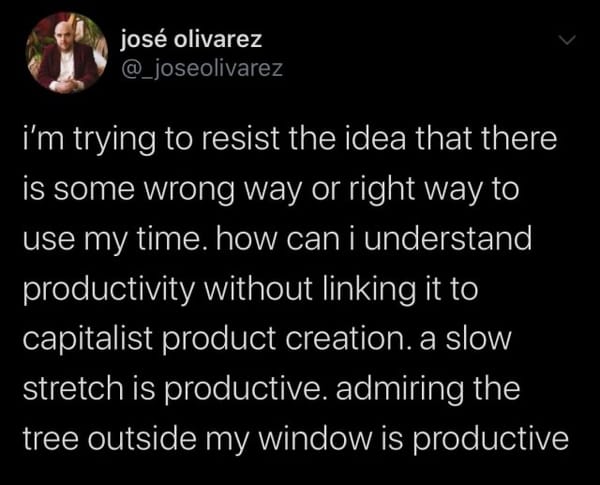 josé olivarez
@_joseolivarez
i'm trying to resist the idea that there
is some wrong way or right way to
use my time. how can i understand
productivity without linking it to
capitalist product creation. a slow
stretch is productive. admiring the
tree outside my window is productive